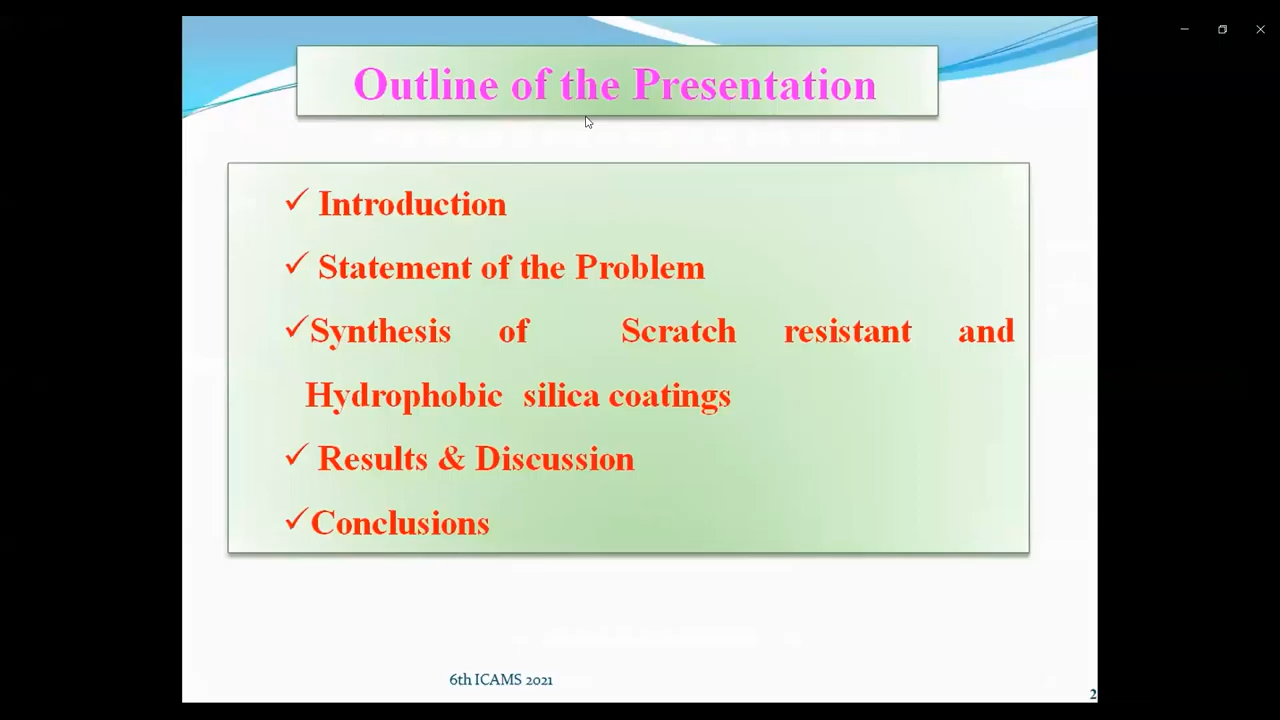 Outline of the Presentation
✓ Introduction
✓ Statement of the Problem
✓Synthesis of Scratch resistant and
Hydrophobic silica coatings
✓ Results & Discussion
✓Conclusions
6th ICAMS 2021
2